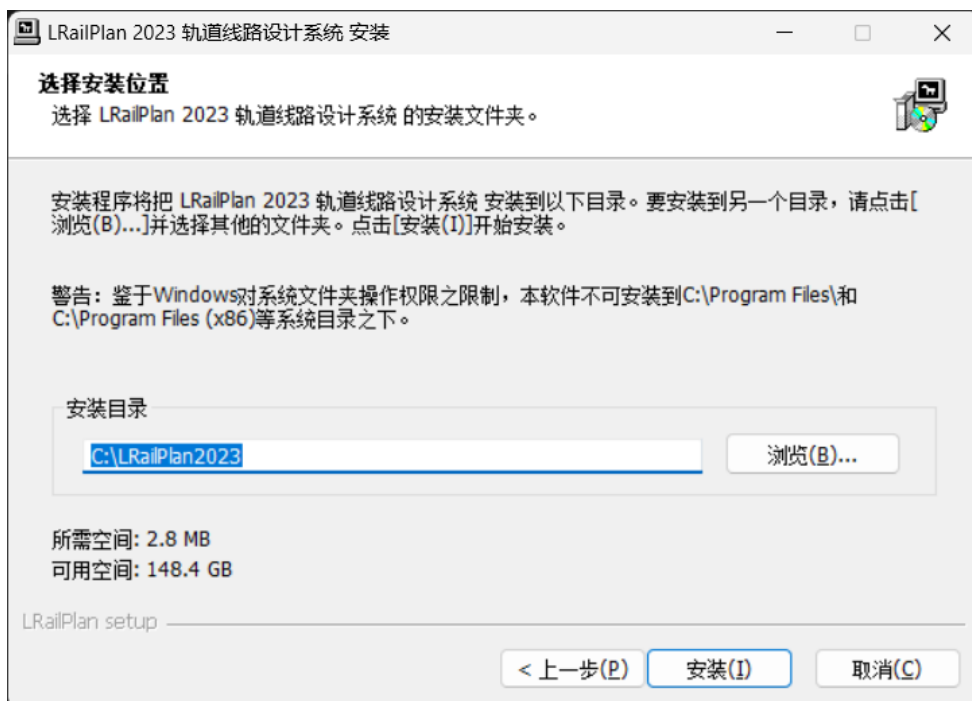 LRailPlan 2023 轨道线路设计系统 安装
选择安装位置
选择 LRailPlan 2023 轨道线路设计系统 的安装文件夹。
安装程序将把 LRailPlan 2023 轨道线路设计系统 安装到以下目录。要安装到另一个目录，请点击[
浏览(B)...]并选择其他的文件夹。点击[安装(I)]开始安装。
警告：鉴于Windows对系统文件夹操作权限之限制，本软件不可安装到C:\Program Files\和
C:\Program Files (x86)等系统目录之下。
安装目录
C:\LRailPlan2023
浏览(B)...
所需空间: 2.8 MB
可用空间: 148.4 GB
LRailPlan setup
< 上一步(P)
安装(I)
取消(C)